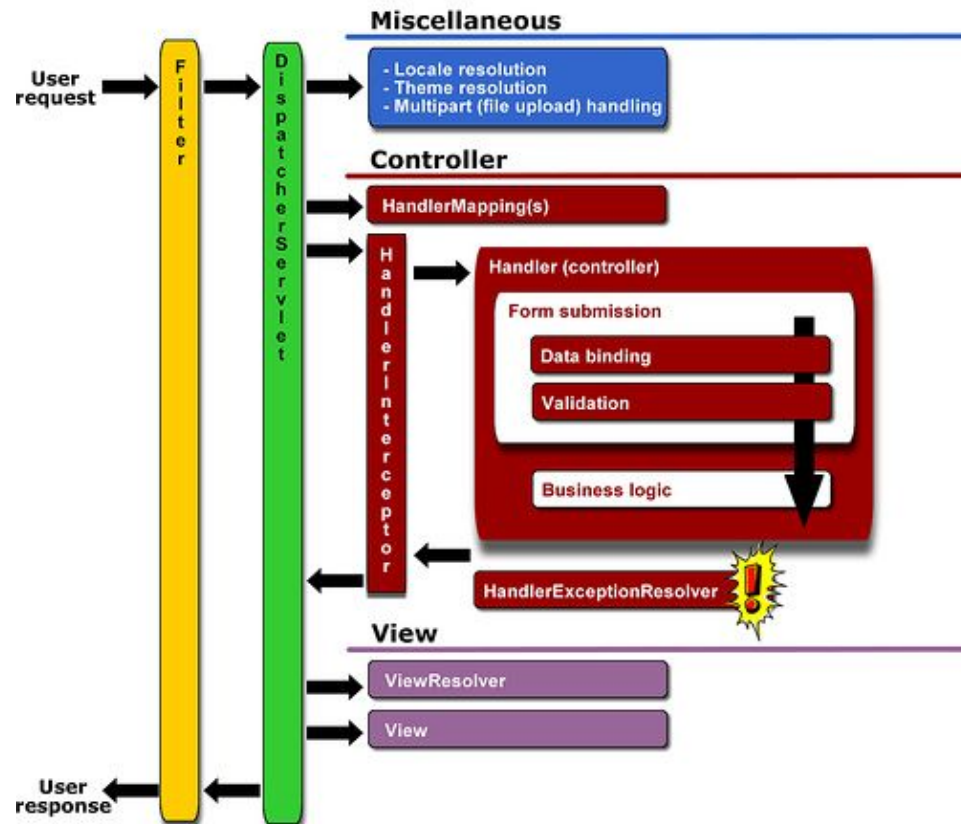 Miscellaneous
User
request
Filter
DispatcherServlet
- Locale resolution
- Theme resolution
- Multipart (file upload) handling
Controller
HandlerMapping(s)
HandlerInterceptor
Handler (controller)
Form submission
Data binding
Validation
Business logic
HandlerExceptionResolver
!
View
ViewResolver
View
User
response